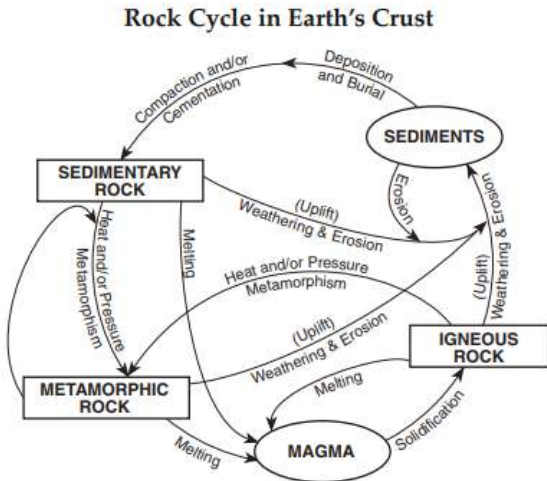 Rock Cycle in Earth's Crust
Deposition
and Burial
Compaction and/or
Cementation
SEDIMENTS
Erosion
SEDIMENTARY
ROCK
(Uplift)
Weathering & Erosion
(Uplift)
Weathering & Erosion
Heat and/or Pressure
Metamorphism
Melting
Heat and/or Pressure
Metamorphism
(Uplift)
Weathering & Erosion
IGNEOUS
ROCK
METAMORPHIC
ROCK
Melting
Melting
MAGMA
Solidification